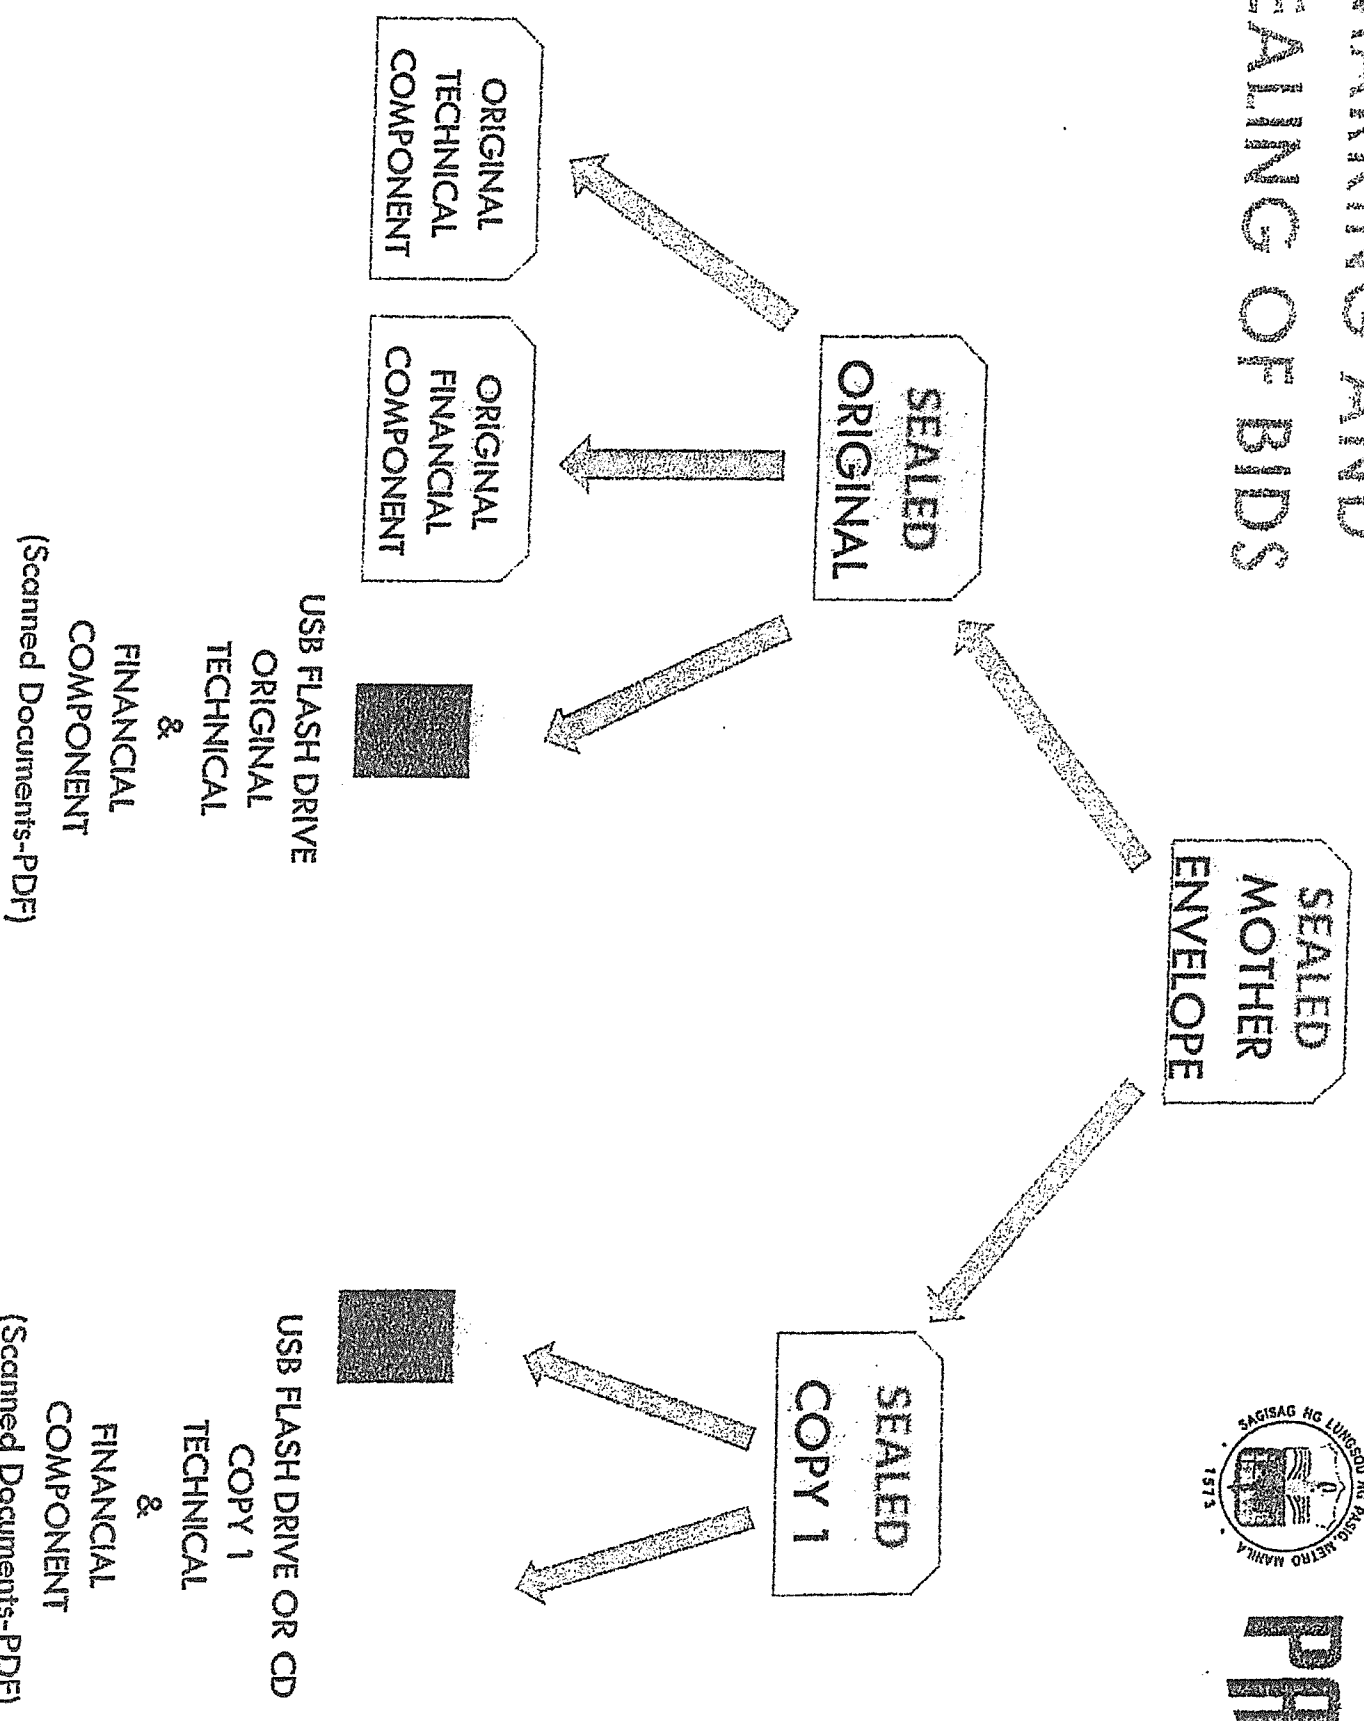 AND
SEALING OF BIDS
SAGISAG NG LUNGSOD NG PASIG METRO MANILA
1573
SEALED
MOTHER
ENVELOPE
SEALED
ORIGINAL
SEALED
COPY 1
ORIGINAL
TECHNICAL
COMPONENT
ORIGINAL
FINANCIAL
COMPONENT
USB FLASH DRIVE
ORIGINAL
TECHNICAL
&
FINANCIAL
COMPONENT
(Scanned Documents-PDF)
USB FLASH DRIVE OR CD
COPY 1
TECHNICAL
&
FINANCIAL
COMPONENT
(Scanned Documents-PDF)